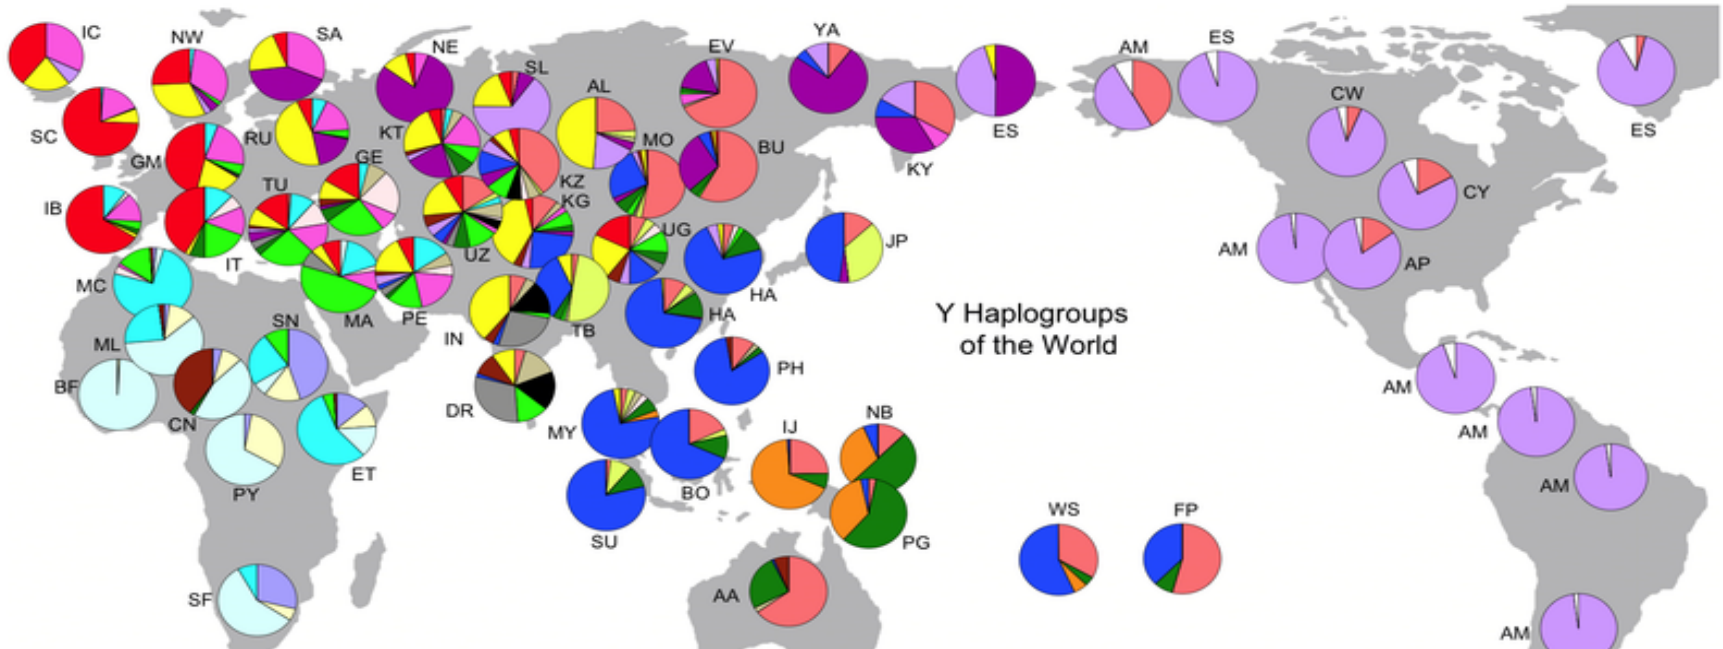 IC
NW
SA
NE
SL
EV
YA
AM
ES
CW
ES
ES
SC
GM
RU
KT
GE
AL
MO
BU
KY
CY
IB
TU
KZ
KG
UG
JP
AM
AP
IT
UZ
HA
MC
MA
PE
IN
TB
HA
Y Haplogroups
of the World
ML
SN
PH
AM
BF
CN
DR
MY
IJ
NB
AM
ET
PY
BO
AM
SU
PG
WS
FP
SF
AA
AM